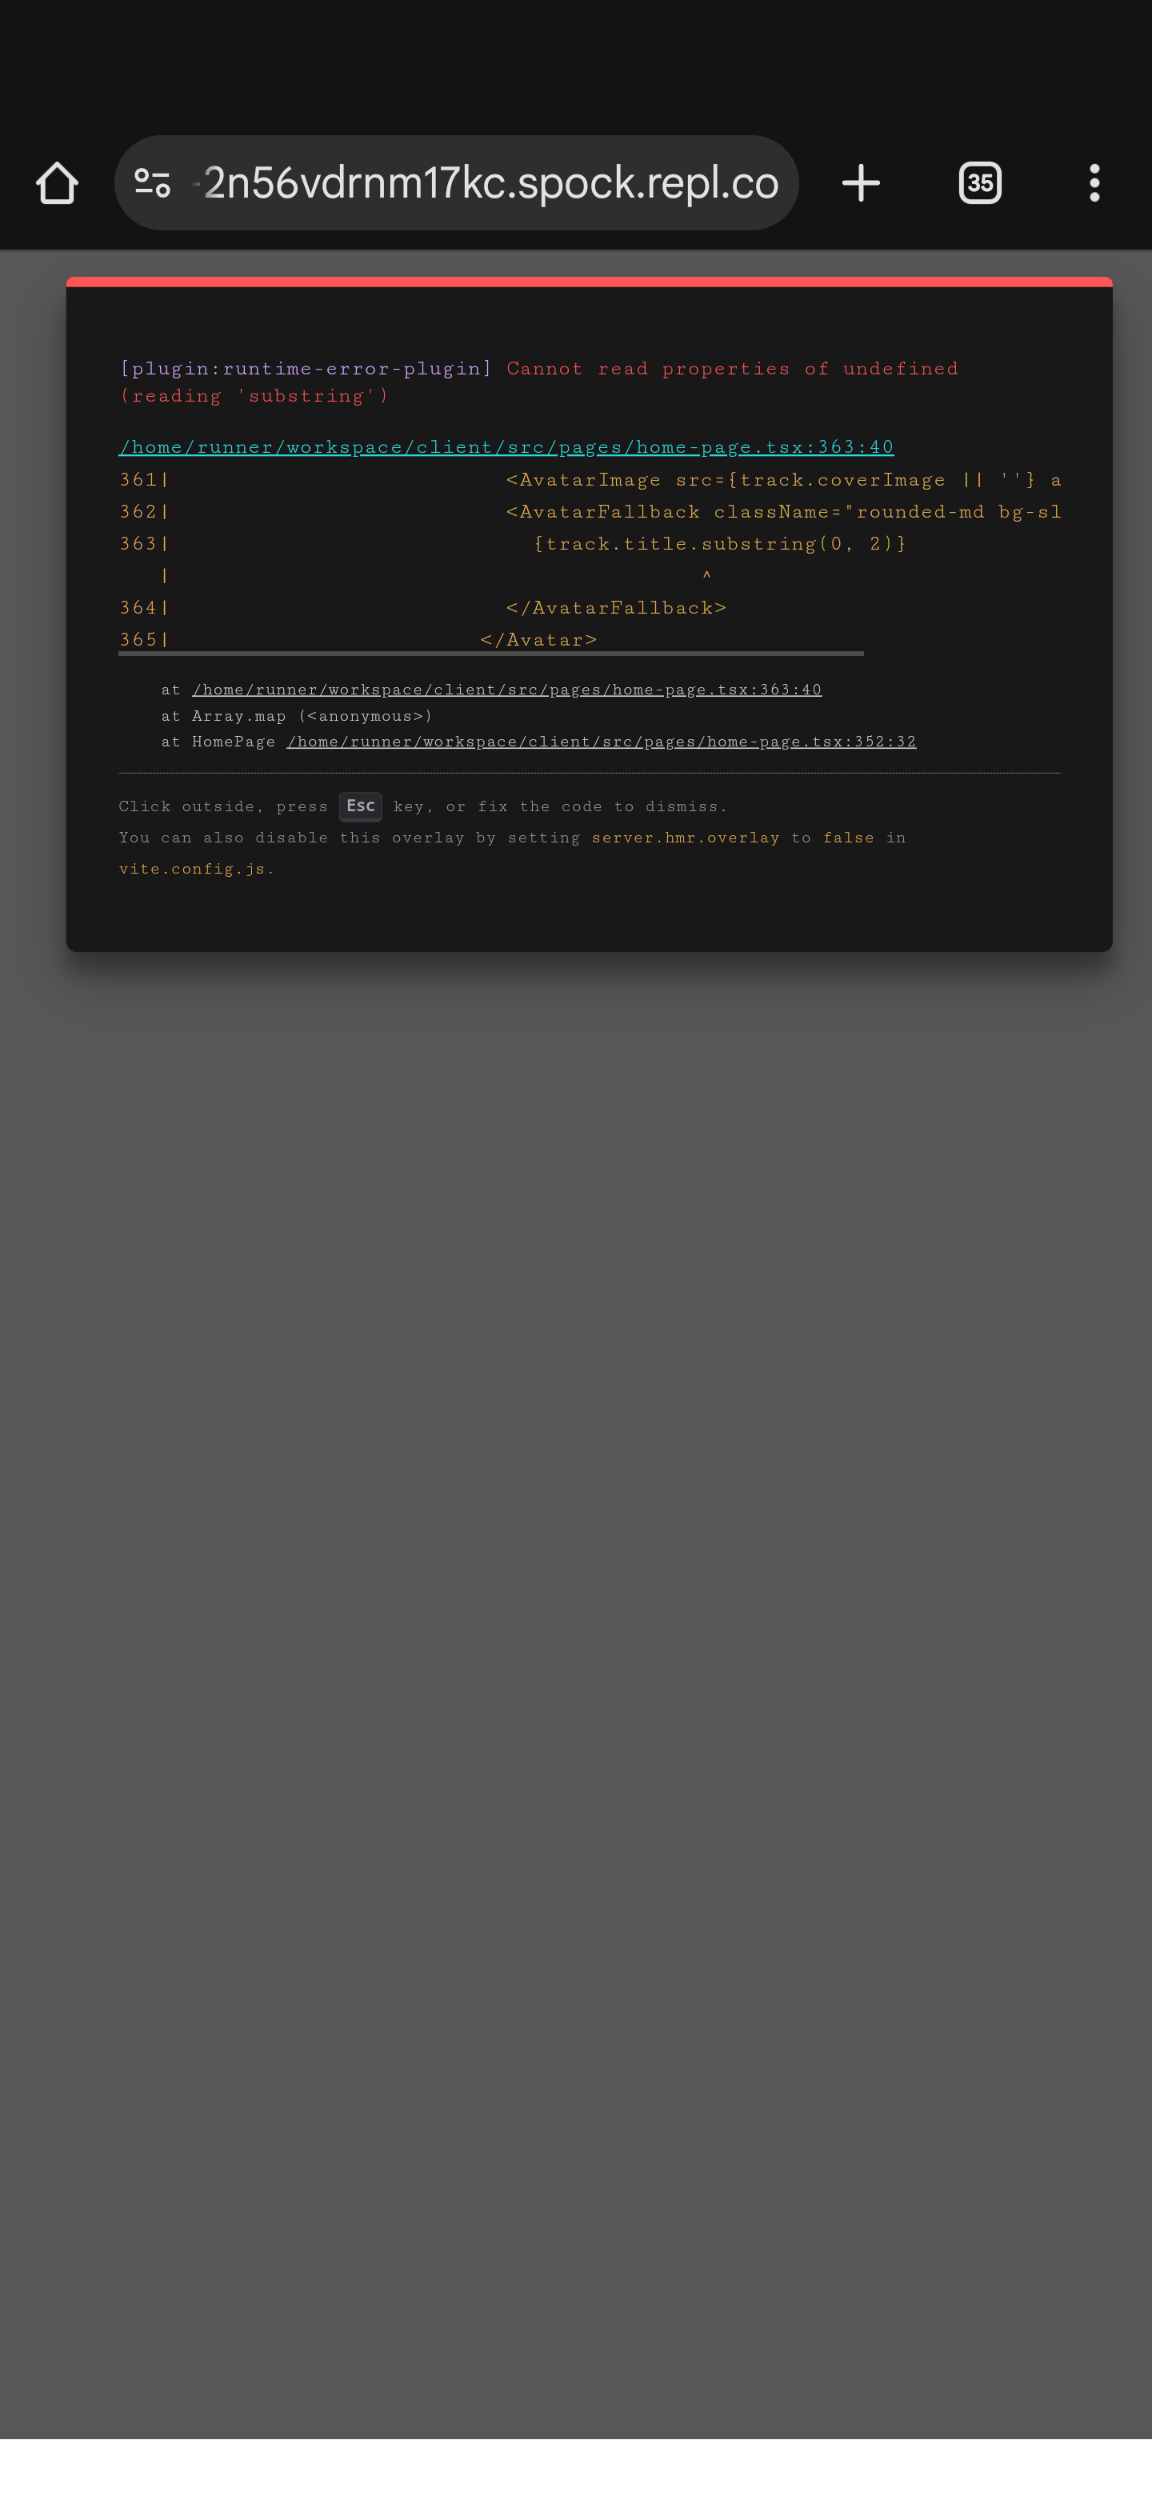 -2n56vdrnm17kc.spock.repl.co
35
[plugin:runtime-error-plugin] Cannot read properties of undefined
(reading 'substring')
/home/runner/workspace/client/src/pages/home-page.tsx:363:40
361| <AvatarImage src={track.coverImage || ''} a
362| <AvatarFallback className="rounded-md bg-sl
363| {track.title.substring(0, 2)}
| ^
364| </AvatarFallback>
365| </Avatar>
at /home/runner/workspace/client/src/pages/home-page.tsx:363:40
at Array.map (<anonymous>)
at HomePage /home/runner/workspace/client/src/pages/home-page.tsx:352:32
Click outside, press Esc key, or fix the code to dismiss.
You can also disable this overlay by setting server.hmr.overlay to false in
vite.config.js.